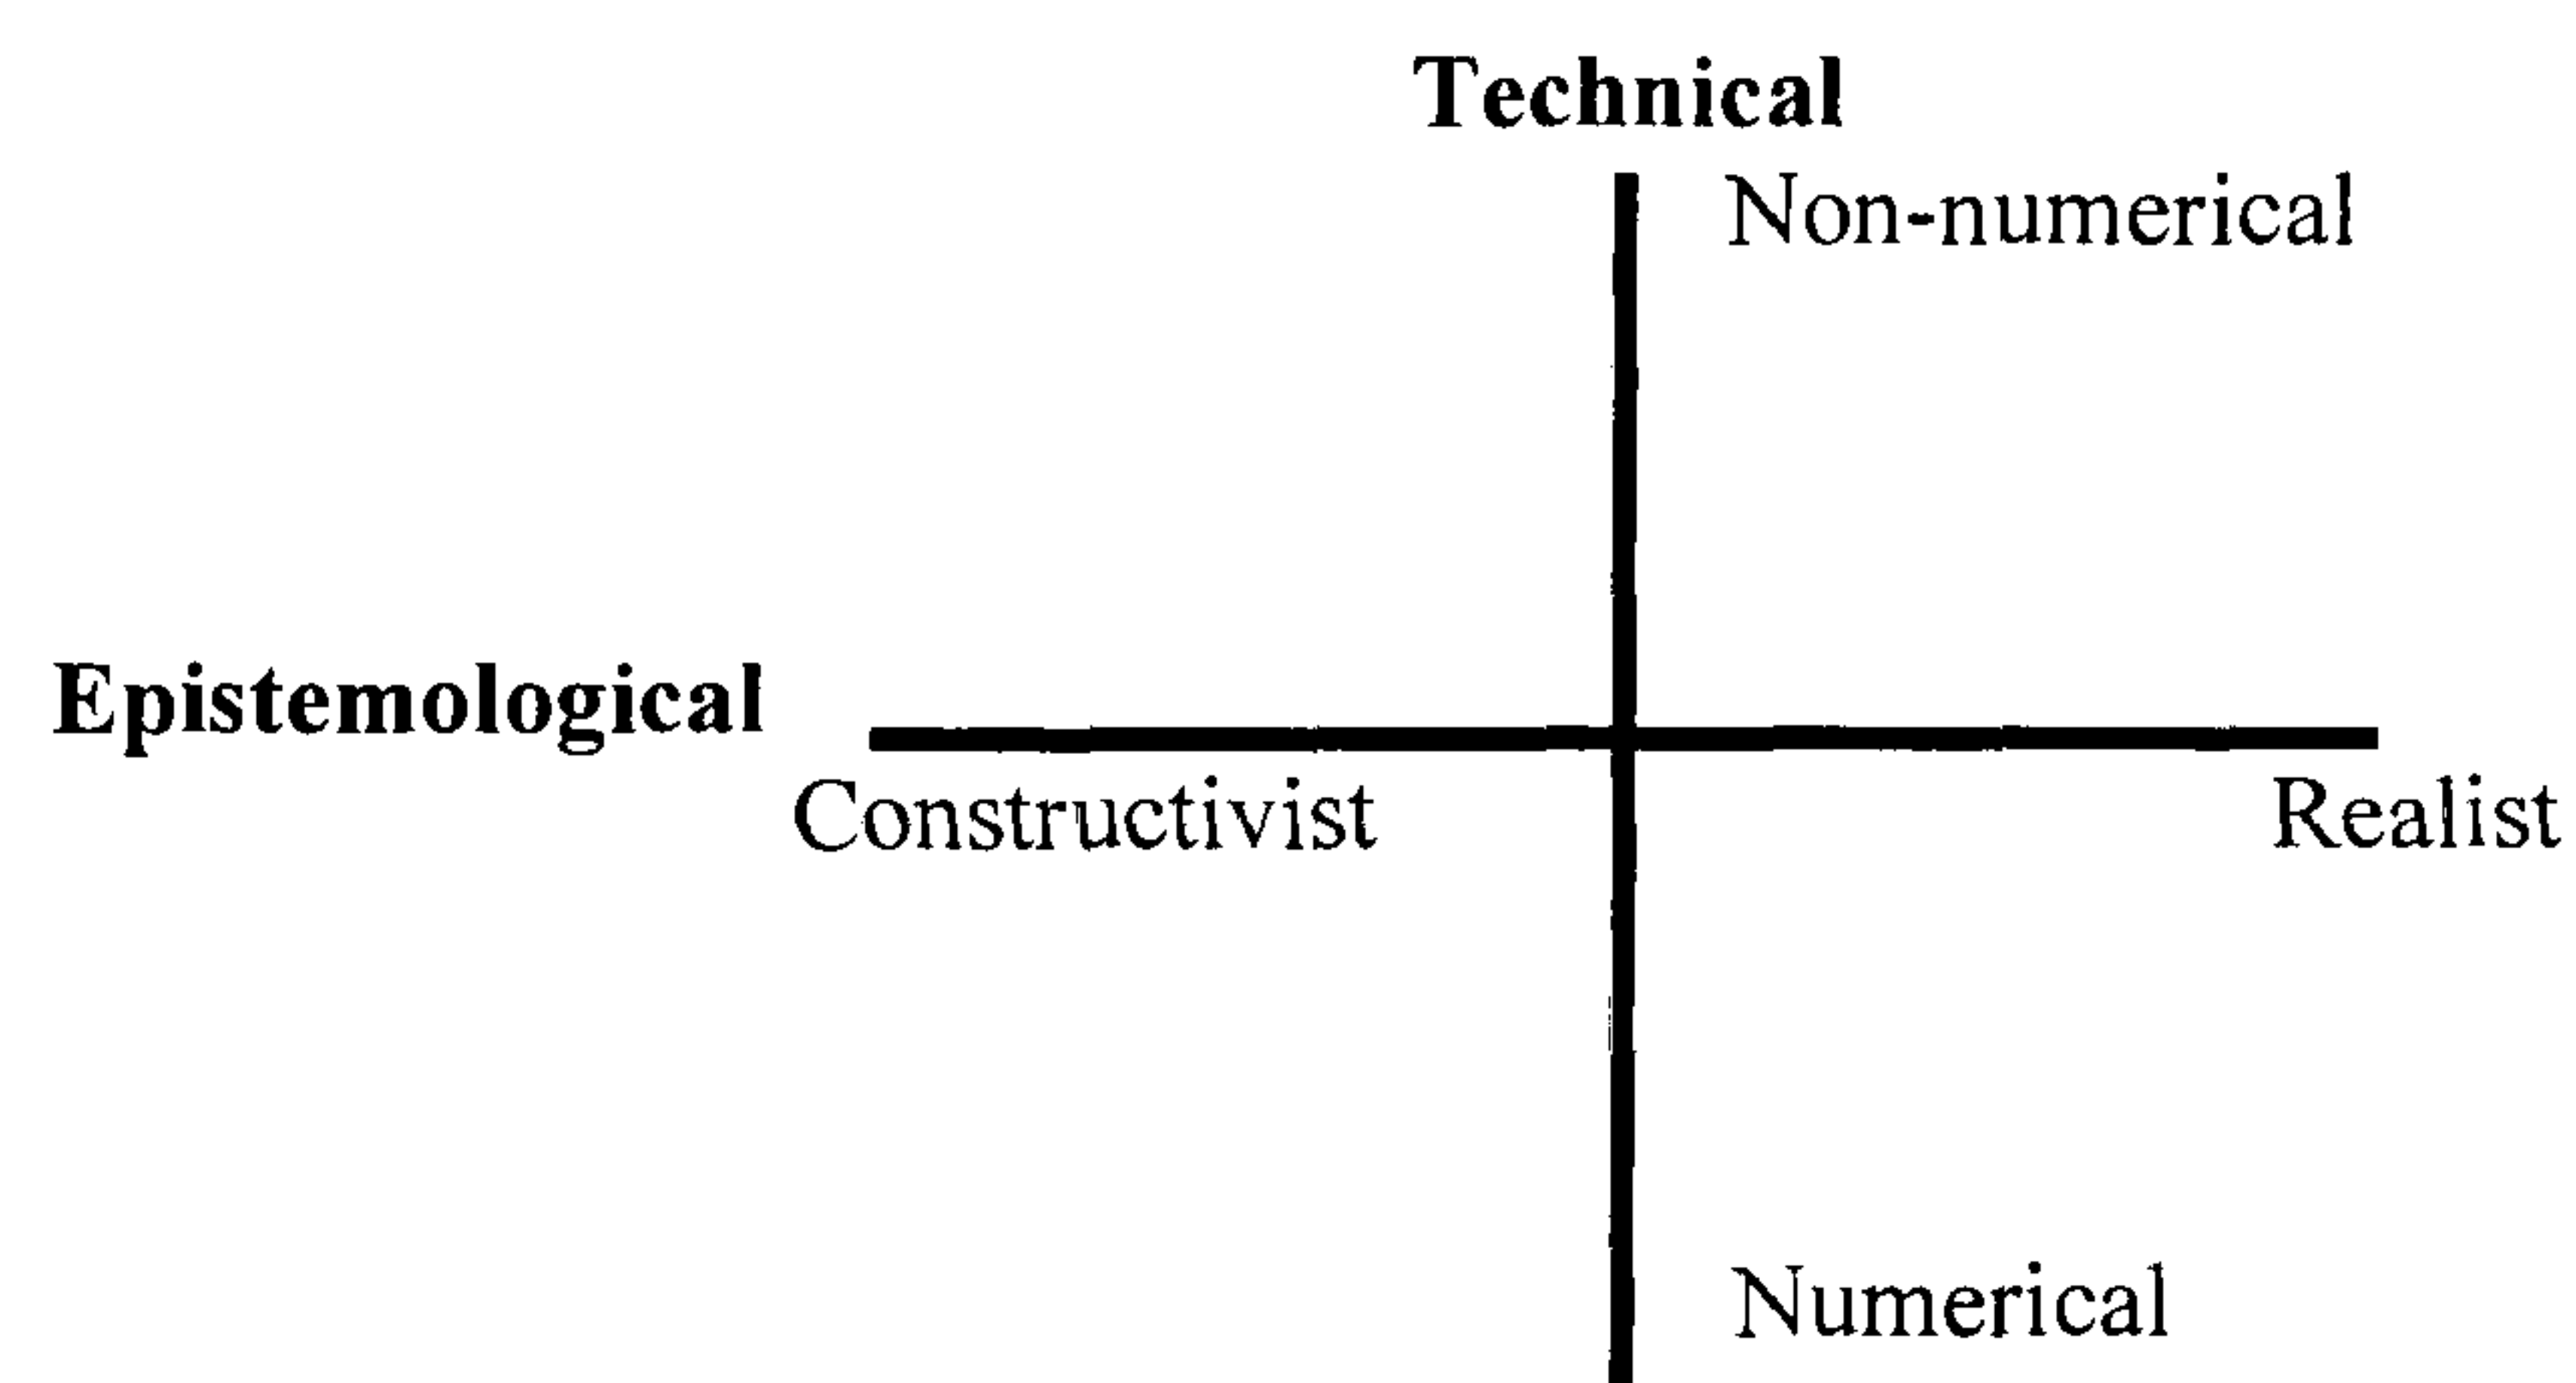 Technical
Non-numerical
Epistemological
Constructivist
Realist
Numerical